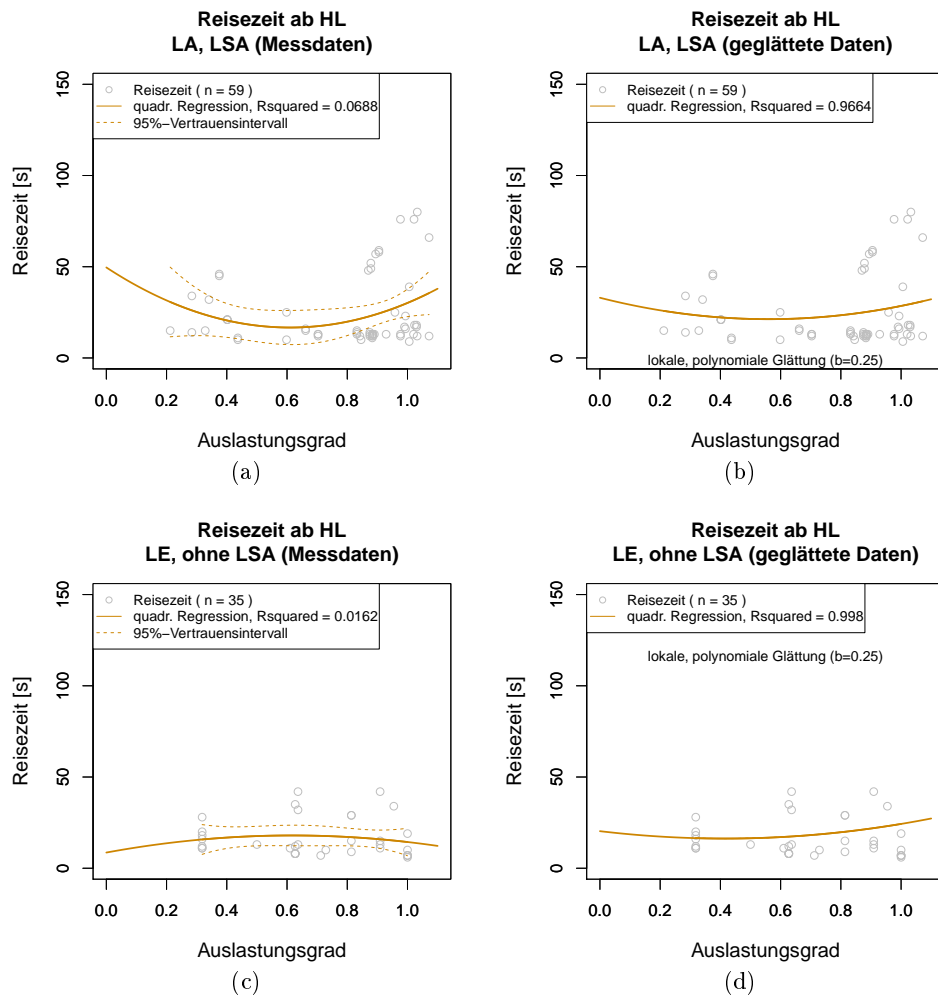 Reisezeit ab HL
LA, LSA (Messdaten)
Reisezeit ( n = 59 )
quadr. Regression, Rsquared = 0.0688
95%−Vertrauensintervall
Reisezeit [s]
150
100
50
0
0.0 0.2 0.4 0.6 0.8 1.0
Auslastungsgrad
(a)
Reisezeit ab HL
LA, LSA (geglättete Daten)
Reisezeit ( n = 59 )
quadr. Regression, Rsquared = 0.9664
Reisezeit [s]
150
100
50
0
lokale, polynomiale Glättung (b=0.25)
0.0 0.2 0.4 0.6 0.8 1.0
Auslastungsgrad
(b)
Reisezeit ab HL
LE, ohne LSA (Messdaten)
Reisezeit ( n = 35 )
quadr. Regression, Rsquared = 0.0162
95%−Vertrauensintervall
Reisezeit [s]
150
100
50
0
0.0 0.2 0.4 0.6 0.8 1.0
Auslastungsgrad
(c)
Reisezeit ab HL
LE, ohne LSA (geglättete Daten)
Reisezeit ( n = 35 )
quadr. Regression, Rsquared = 0.998
lokale, polynomiale Glättung (b=0.25)
Reisezeit [s]
150
100
50
0
0.0 0.2 0.4 0.6 0.8 1.0
Auslastungsgrad
(d)